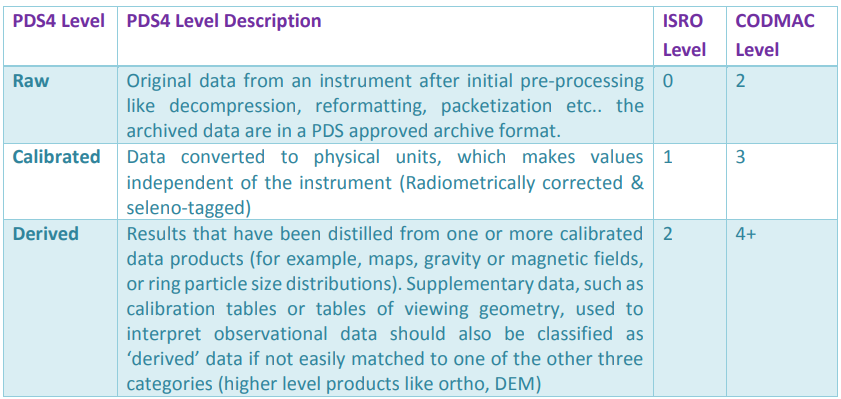 PDS4 Level PDS4 Level Description ISRO Level CODMAC Level
Raw Original data from an instrument after initial pre-processing 0 2
like decompression, reformatting, packetization etc.. the
archived data are in a PDS approved archive format.
Calibrated Data converted to physical units, which makes values 1 3
independent of the instrument (Radiometrically corrected &
seleno-tagged)
Derived Results that have been distilled from one or more calibrated 2 4+
data products (for example, maps, gravity or magnetic fields,
or ring particle size distributions). Supplementary data, such as
calibration tables or tables of viewing geometry, used to
interpret observational data should also be classified as
‘derived’ data if not easily matched to one of the other three
categories (higher level products like ortho, DEM)